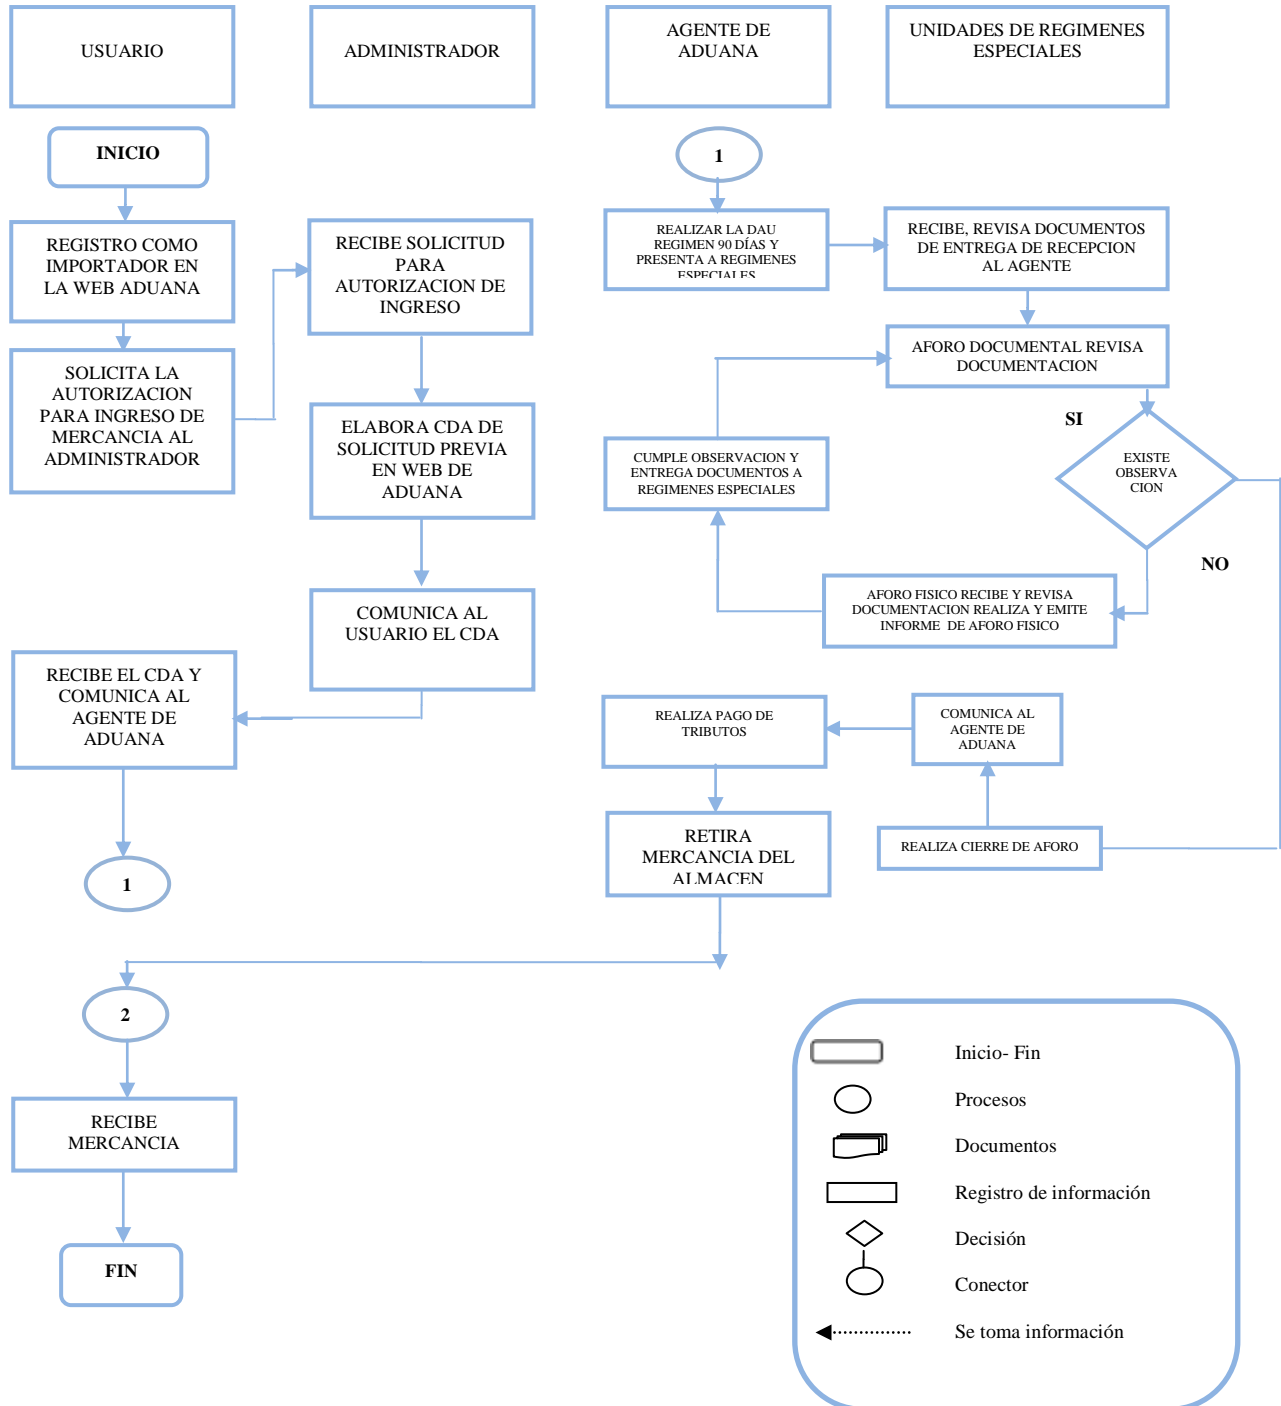 USUARIO
ADMINISTRADOR
AGENTE DE
ADUANA
UNIDADES DE REGIMENES
ESPECIALES
INICIO
REGISTRO COMO
IMPORTADOR EN
LA WEB ADUANA
SOLICITA LA
AUTORIZACION
PARA INGRESO DE
MERCANCIA AL
ADMINISTRADOR
RECIBE SOLICITUD
PARA
AUTORIZACION DE
INGRESO
ELABORA CDA DE
SOLICITUD PREVIA
EN WEB DE
ADUANA
COMUNICA AL
USUARIO EL CDA
RECIBE EL CDA Y
COMUNICA AL
AGENTE DE
ADUANA
1
1
REALIZAR LA DAU
REGIMEN 90 DÍAS Y
PRESENTA A REGIMENES
ESPECIALES
RECIBE, REVISA DOCUMENTOS
DE ENTREGA DE RECEPCION
AL AGENTE
AFORO DOCUMENTAL REVISA
DOCUMENTACION
SI
EXISTE
OBSERVA
CION
NO
CUMPLE OBSERVACION Y
ENTREGA DOCUMENTOS A
REGIMENES ESPECIALES
AFORO FISICO RECIBE Y REVISA
DOCUMENTACION REALIZA Y EMITE
INFORME DE AFORO FISICO
REALIZA PAGO DE
TRIBUTOS
COMUNICA AL
AGENTE DE
ADUANA
REALIZA CIERRE DE AFORO
RETIRA
MERCANCIA DEL
ALMACEN
2
RECIBE
MERCANCIA
FIN
Inicio- Fin
Procesos
Documentos
Registro de información
Decisión
Conector
Se toma información